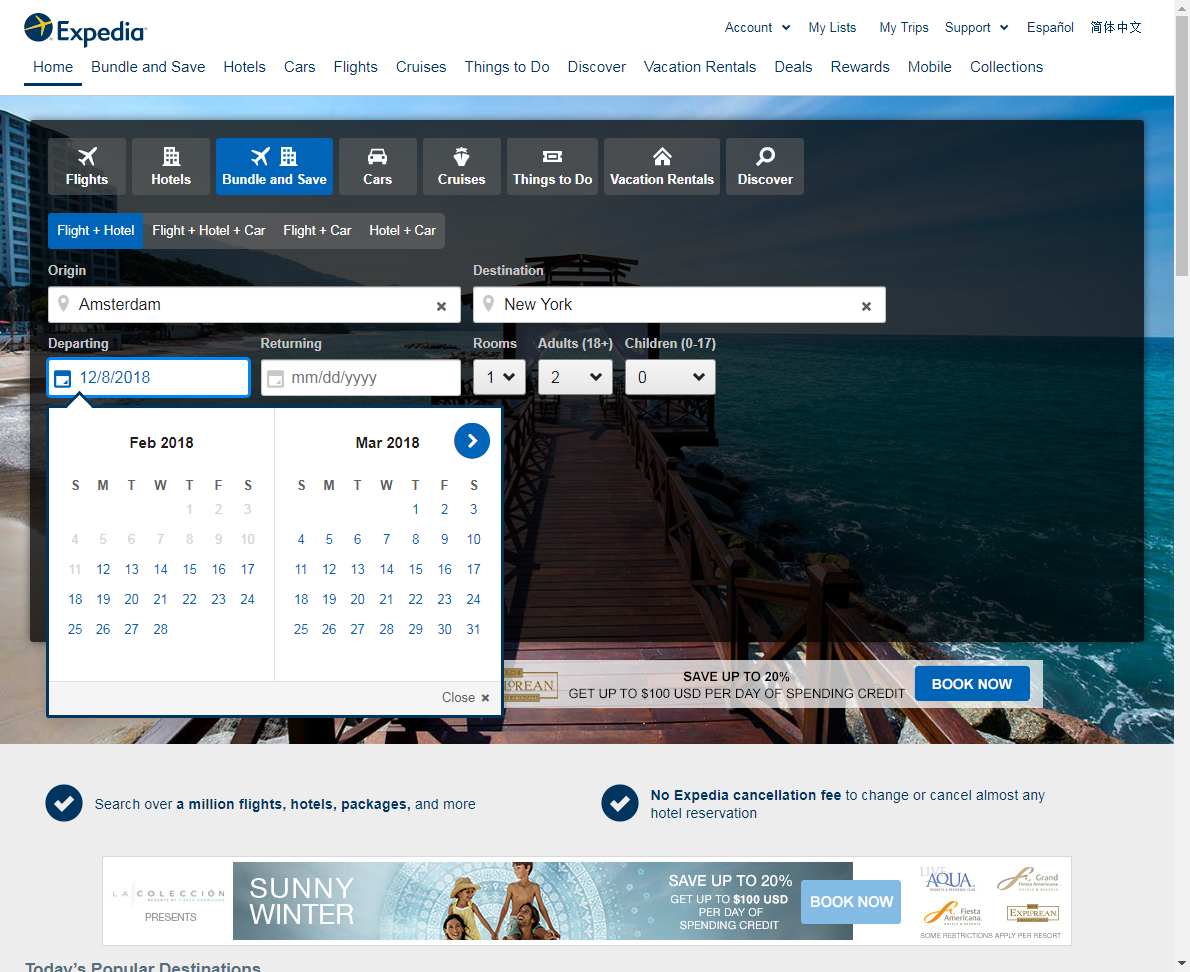 Expedia
Account My Lists My Trips Support Español 简体中文
Home Bundle and Save Hotels Cars Flights Cruises Things to Do Discover Vacation Rentals Deals Rewards Mobile Collections
Flights Hotels Bundle and Save Cars Cruises Things to Do Vacation Rentals Discover
Flight + Hotel Flight + Hotel + Car Flight + Car Hotel + Car
Origin Destination
Amsterdam New York
Departing Returning Rooms Adults (18+) Children (0-17)
12/8/2018 mm/dd/yyyy 1 2 0
Feb 2018 Mar 2018
S M T W T F S S M T W T F S
1 2 3 1 2 3
4 5 6 7 8 9 10 4 5 6 7 8 9 10
11 12 13 14 15 16 17 11 12 13 14 15 16 17
18 19 20 21 22 23 24 18 19 20 21 22 23 24
25 26 27 28 25 26 27 28 29 30 31
Close
SAVE UP TO 20%
GET UP TO $100 USD PER DAY OF SPENDING CREDIT
BOOK NOW
Search over a million flights, hotels, packages, and more
No Expedia cancellation fee to change or cancel almost any
hotel reservation
LA COLECCIÓN
PRESENTS
SUNNY
WINTER
SAVE UP TO 20%
GET UP TO $100 USD
PER DAY OF
SPENDING CREDIT
BOOK NOW
LIVE AQUA
Grand
Fiesta Americana
Fiesta
Americana
EXPLOREAN
SOME RESTRICTIONS APPLY PER RESORT
Today's Popular Destinations